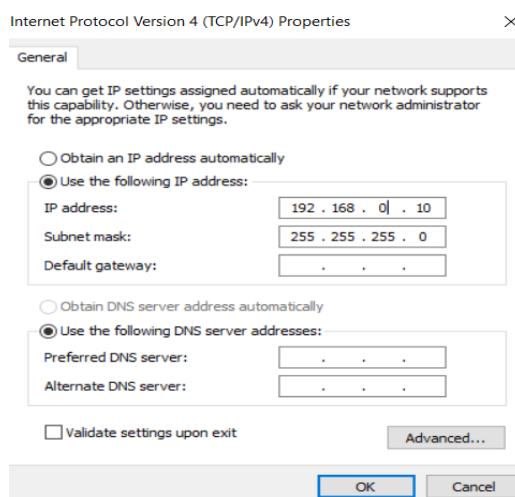 Internet Protocol Version 4 (TCP/IPv4) Properties
General
You can get IP settings assigned automatically if your network supports
this capability. Otherwise, you need to ask your network administrator
for the appropriate IP settings.
Obtain an IP address automatically
Use the following IP address:
IP address: 192 . 168 . 0 . 10
Subnet mask: 255 . 255 . 255 . 0
Default gateway: . . .
Obtain DNS server address automatically
Use the following DNS server addresses:
Preferred DNS server: . . .
Alternate DNS server: . . .
Validate settings upon exit
Advanced...
OK Cancel